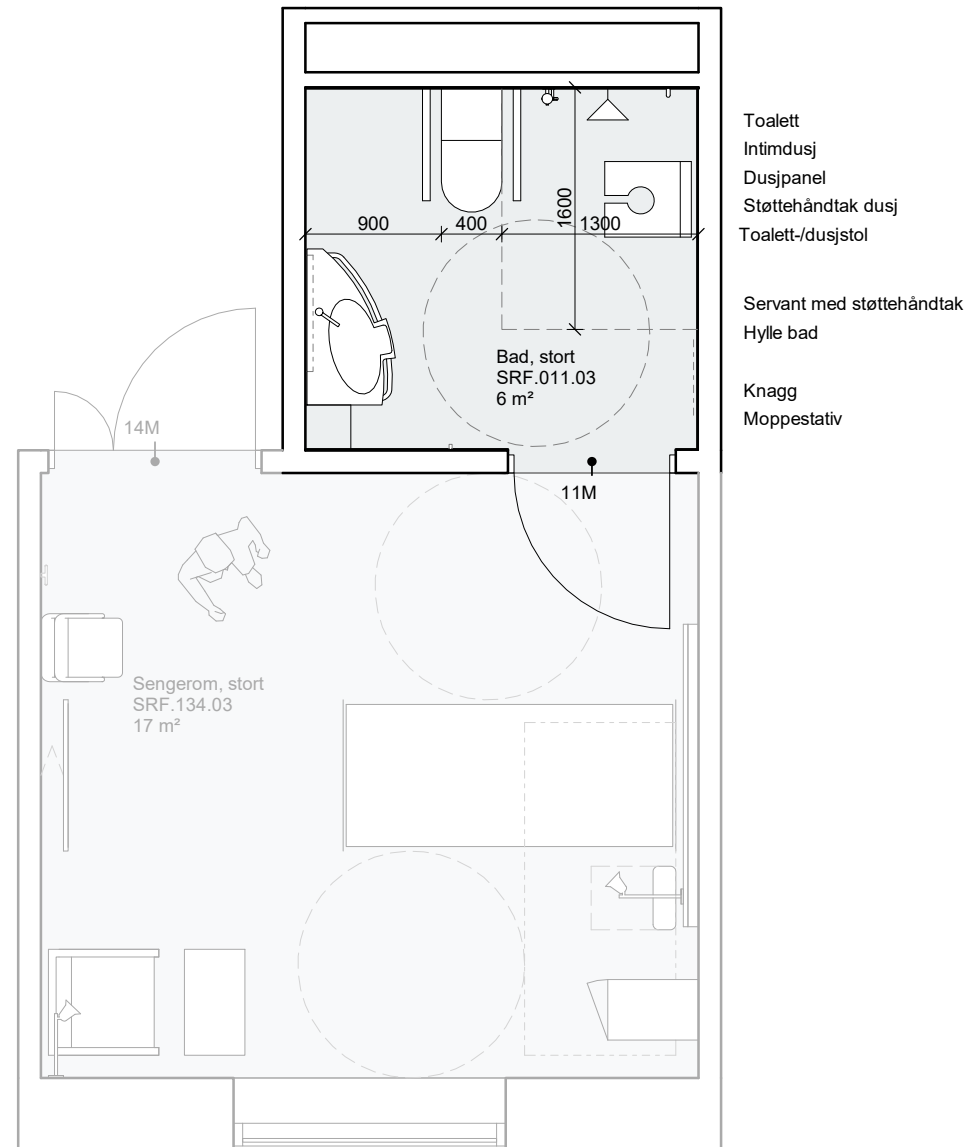 Toalett
Intimdusj
Dusjpanel
Støttehåndtak dusj
Toalett-/dusjstol
Servant med støttehåndtak
Hylle bad
Knagg
Moppestativ
900
400
1600
1300
Bad, stort
SRF.011.03
6 m²
14M
11M
Sengerom, stort
SRF.134.03
17 m²